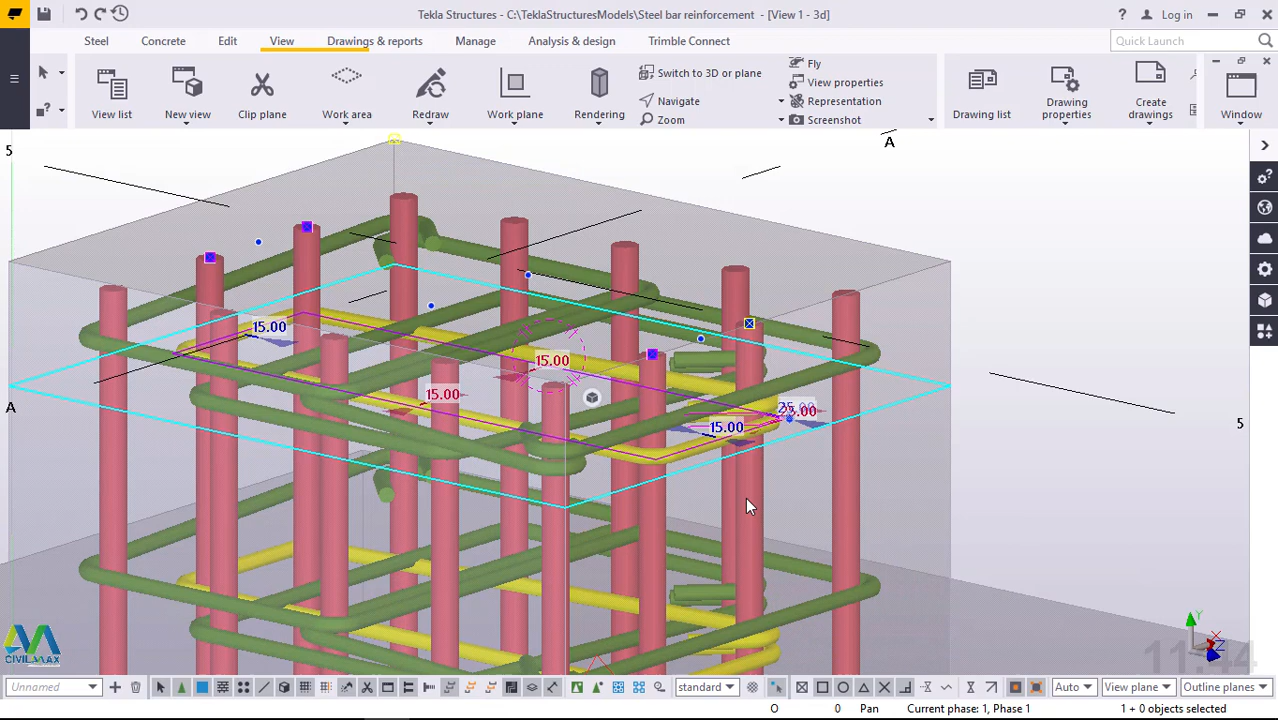 Tekla Structures - C:\TeklaStructuresModels\Steel bar reinforcement - [View 1 - 3d]
Log in
Steel
Concrete
Edit
View
Drawings & reports
Manage
Analysis & design
Trimble Connect
Quick Launch
View list
New view
Clip plane
Work area
Redraw
Work plane
Rendering
Switch to 3D or plane
Navigate
Zoom
Fly
View properties
Representation
Screenshot
Drawing list
Drawing properties
Create drawings
Window
5
A
15.00
15.00
15.00
15.00
A
5
Y
X
Z
CIVILMAX
11:44
Unnamed
standard
Auto
View plane
Outline planes
O
0
Pan
Current phase: 1, Phase 1
1 + 0 objects selected